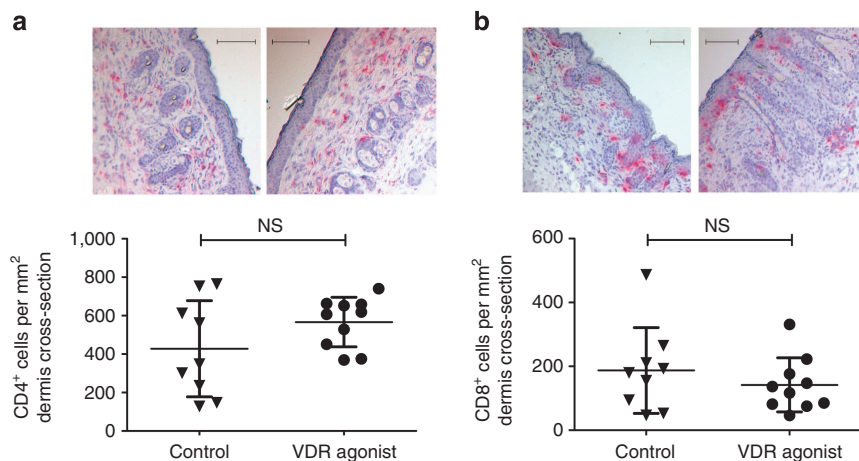 a
b
NS
1,000
800
600
400
200
0
CD4⁺ cells per mm²
dermis cross-section
Control
VDR agonist
NS
600
400
200
0
CD8⁺ cells per mm²
dermis cross-section
Control
VDR agonist